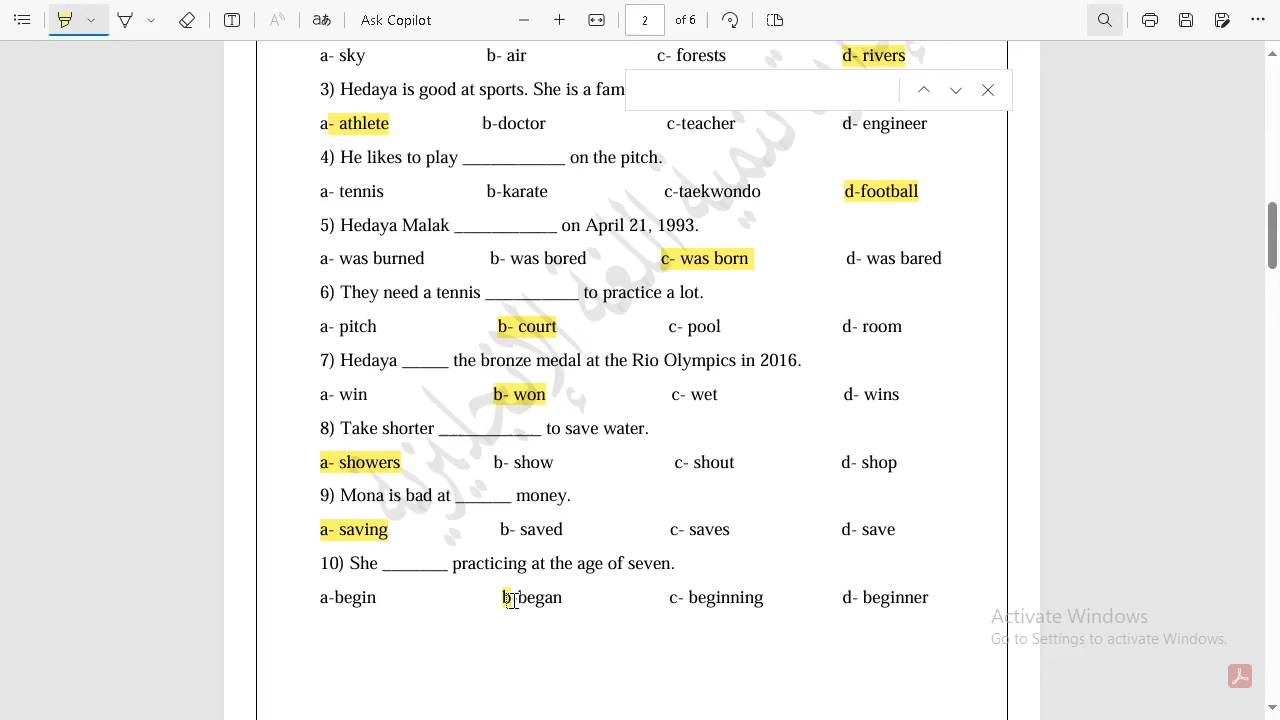 Ask Copilot 2 of 6
a- sky b- air c- forests d- rivers
3) Hedaya is good at sports. She is a fam
a- athlete b-doctor c-teacher d- engineer
4) He likes to play ___________ on the pitch.
a- tennis b-karate c-taekwondo d-football
5) Hedaya Malak ___________ on April 21, 1993.
a- was burned b- was bored c- was born d- was bared
6) They need a tennis __________ to practice a lot.
a- pitch b- court c- pool d- room
7) Hedaya _____ the bronze medal at the Rio Olympics in 2016.
a- win b- won c- wet d- wins
8) Take shorter ___________ to save water.
a- showers b- show c- shout d- shop
9) Mona is bad at ______ money.
a- saving b- saved c- saves d- save
10) She _______ practicing at the age of seven.
a-begin b-began c- beginning d- beginner
تنمية اللغة الإنجليزية
Activate Windows
Go to Settings to activate Windows.